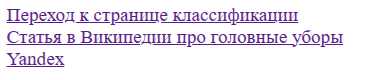 Переход к странице классификации
Статья в Википедии про головные уборы
Yandex